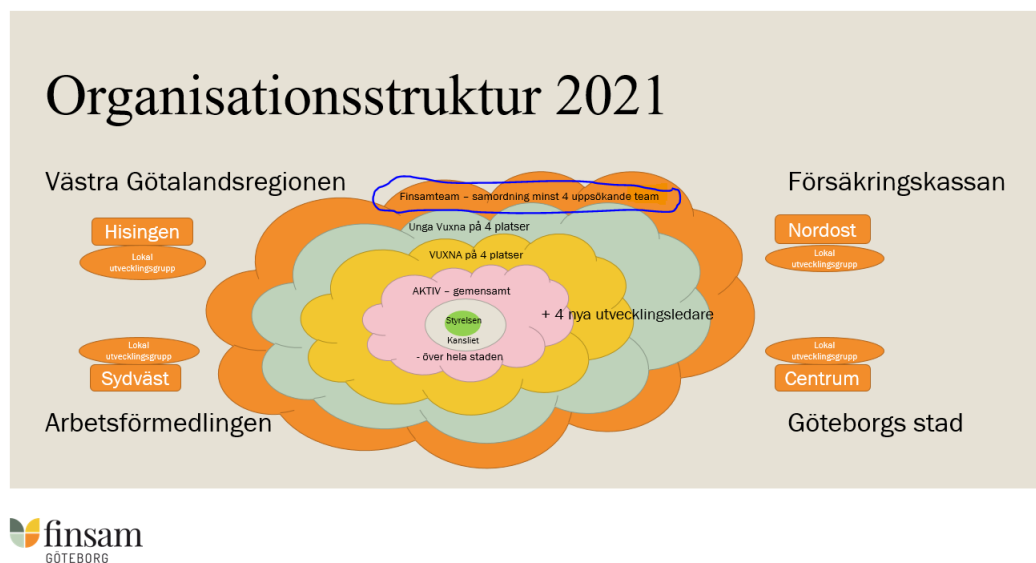 Organisationsstruktur 2021
Västra Götalandsregionen
Försäkringskassan
Finsamteam – samordning minst 4 uppsökande team
Hisingen
Lokal
utvecklingsgrupp
Unga Vuxna på 4 platser
Nordost
Lokal
utvecklingsgrupp
VUXNA på 4 platser
AKTIV – gemensamt
+ 4 nya utvecklingsledare
Styrelsen
Kansliet
- över hela staden
Lokal
utvecklingsgrupp
Sydväst
Lokal
utvecklingsgrupp
Centrum
Arbetsförmedlingen
Göteborgs stad
finsam
GÖTEBORG